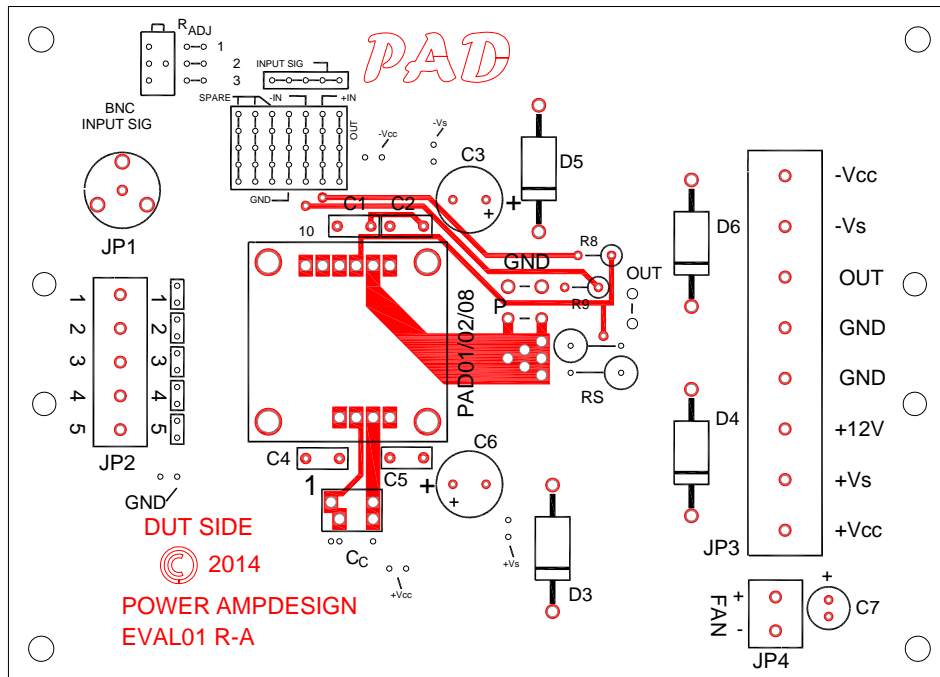 RADJ
1
2
3
PAD
INPUT SIG
SPARE
-IN
+IN
OUT
GND
BNC
INPUT SIG
JP1
-Vcc
-Vs
C3
+
+
D5
D6
C1
C2
10
GND
R8
R9
OUT
P
PAD01/02/08
RS
-Vcc
-Vs
OUT
GND
GND
+12V
+Vs
+Vcc
JP3
D4
1
2
3
4
5
1
2
3
4
5
JP2
GND
C4
C5
C6
+
+
1
CC
+Vcc
+Vs
D3
DUT SIDE
© 2014
POWER AMPDESIGN
EVAL01 R-A
+
-
FAN
JP4
+
C7